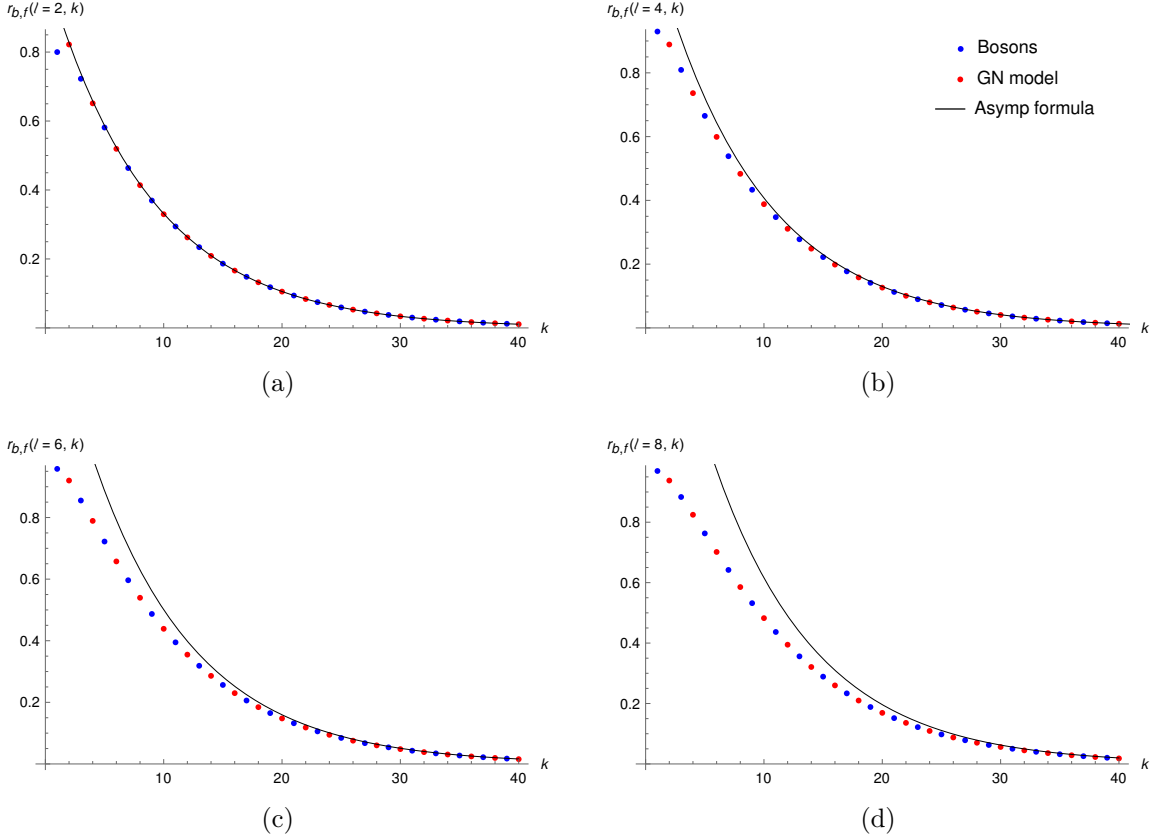 r_{b,f}(l = 2, k)
0.8
0.6
0.4
0.2
10 20 30 40 k
(a)
r_{b,f}(l = 4, k)
Bosons
GN model
Asymp formula
0.8
0.6
0.4
0.2
10 20 30 40 k
(b)
r_{b,f}(l = 6, k)
0.8
0.6
0.4
0.2
10 20 30 40 k
(c)
r_{b,f}(l = 8, k)
0.8
0.6
0.4
0.2
10 20 30 40 k
(d)